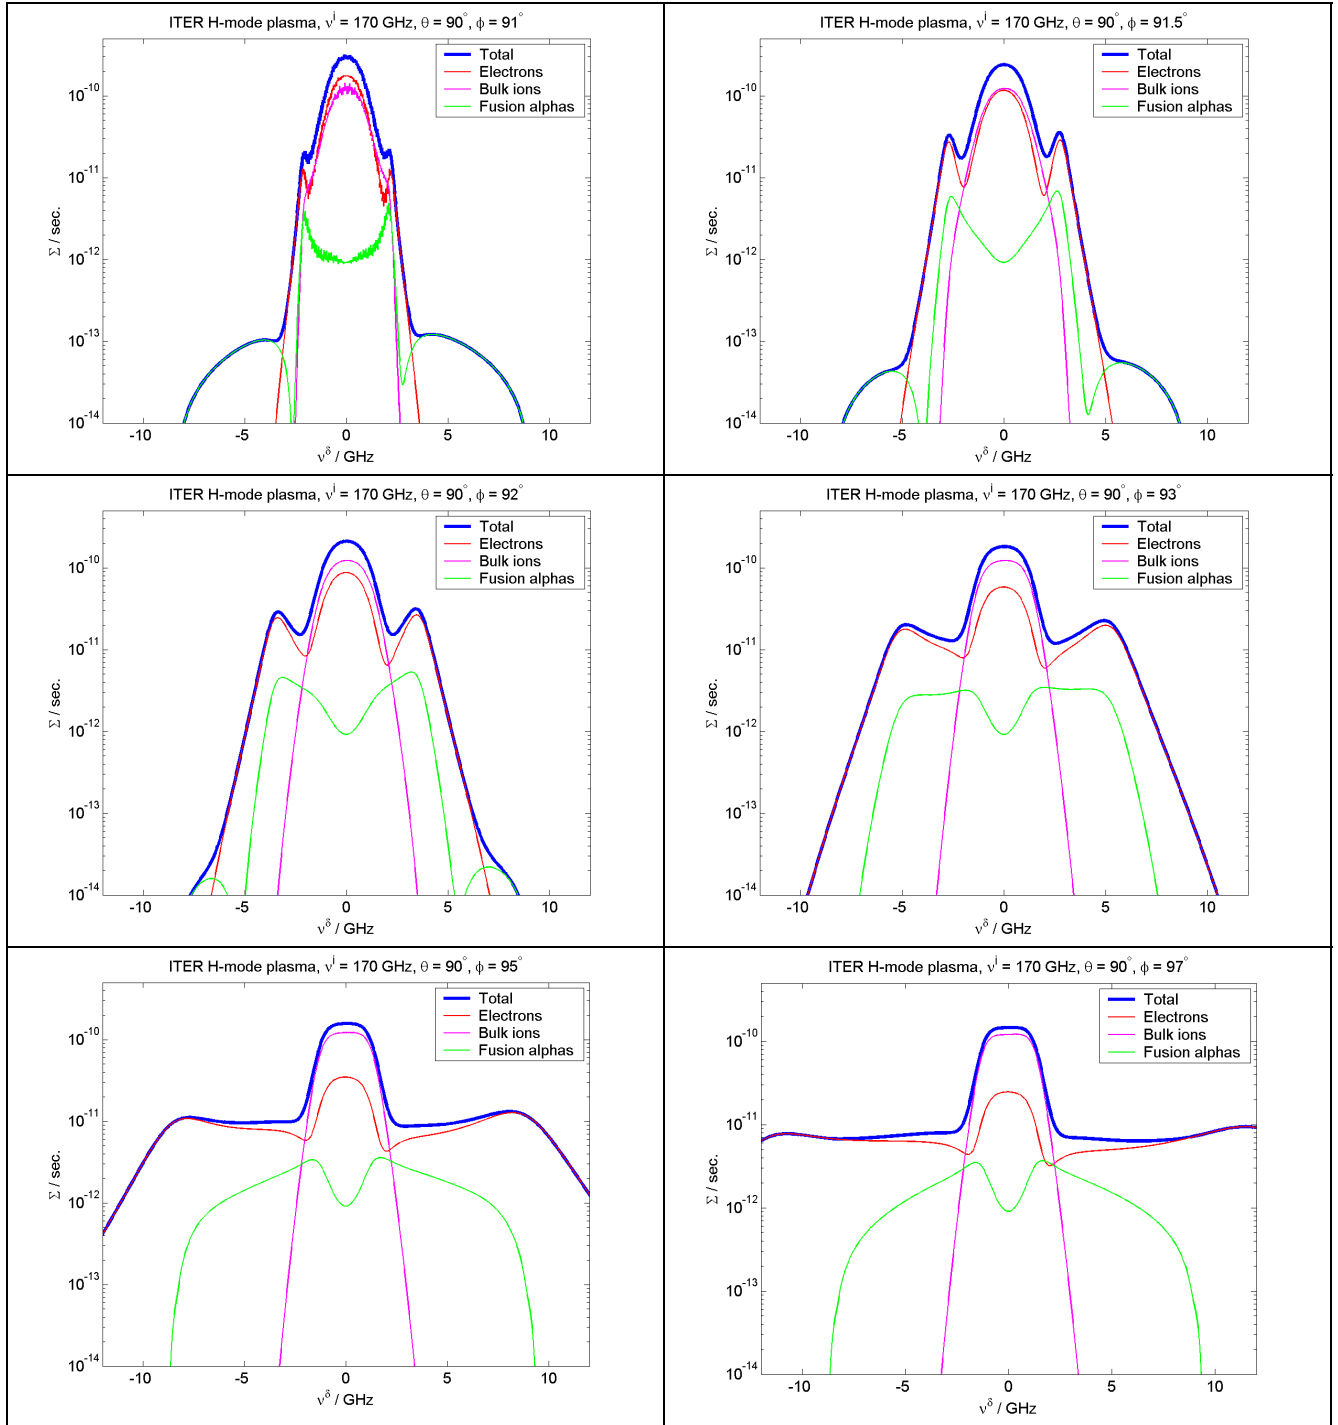 ITER H-mode plasma, νⁱ = 170 GHz, θ = 90°, ϕ = 91°
Total
Electrons
Bulk ions
Fusion alphas
10⁻¹⁰
10⁻¹¹
10⁻¹²
10⁻¹³
10⁻¹⁴
Σ / sec.
-10 -5 0 5 10
ν^δ / GHz
ITER H-mode plasma, νⁱ = 170 GHz, θ = 90°, ϕ = 91.5°
Total
Electrons
Bulk ions
Fusion alphas
10⁻¹⁰
10⁻¹¹
10⁻¹²
10⁻¹³
10⁻¹⁴
Σ / sec.
-10 -5 0 5 10
ν^δ / GHz
ITER H-mode plasma, νⁱ = 170 GHz, θ = 90°, ϕ = 92°
Total
Electrons
Bulk ions
Fusion alphas
10⁻¹⁰
10⁻¹¹
10⁻¹²
10⁻¹³
10⁻¹⁴
Σ / sec.
-10 -5 0 5 10
ν^δ / GHz
ITER H-mode plasma, νⁱ = 170 GHz, θ = 90°, ϕ = 93°
Total
Electrons
Bulk ions
Fusion alphas
10⁻¹⁰
10⁻¹¹
10⁻¹²
10⁻¹³
10⁻¹⁴
Σ / sec.
-10 -5 0 5 10
ν^δ / GHz
ITER H-mode plasma, νⁱ = 170 GHz, θ = 90°, ϕ = 95°
Total
Electrons
Bulk ions
Fusion alphas
10⁻¹⁰
10⁻¹¹
10⁻¹²
10⁻¹³
10⁻¹⁴
Σ / sec.
-10 -5 0 5 10
ν^δ / GHz
ITER H-mode plasma, νⁱ = 170 GHz, θ = 90°, ϕ = 97°
Total
Electrons
Bulk ions
Fusion alphas
10⁻¹⁰
10⁻¹¹
10⁻¹²
10⁻¹³
10⁻¹⁴
Σ / sec.
-10 -5 0 5 10
ν^δ / GHz